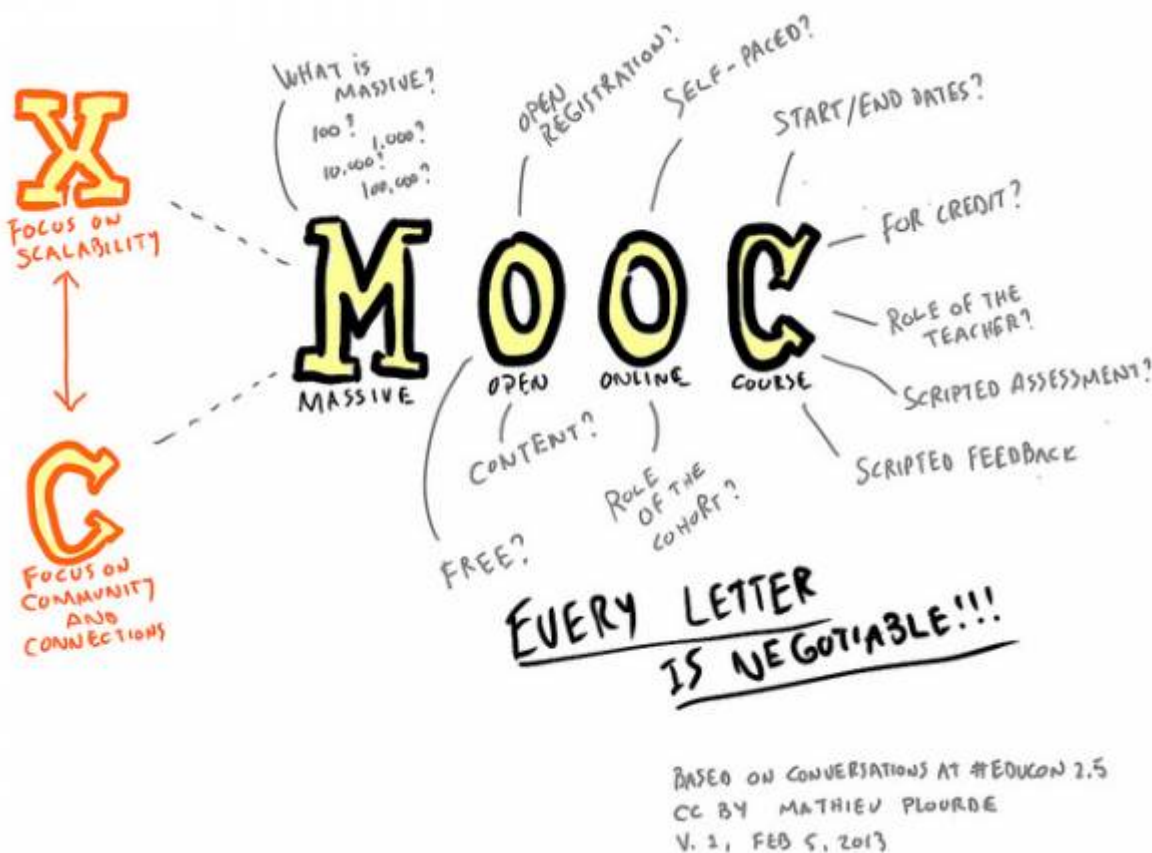 X
FOCUS ON
SCALABILITY
C
FOCUS ON
COMMUNITY
AND
CONNECTIONS
WHAT is
MASSIVE?
100?
1,000?
10,000?
100,000?
OPEN
REGISTRATION?
SELF-PACED?
START/END DATES?
FOR CREDIT?
ROLE OF THE
TEACHER?
SCRIPTED ASSESSMENT?
SCRIPTED FEEDBACK
MOOC
MASSIVE OPEN ONLINE COURSE
CONTENT?
FREE?
ROLE
OF THE
COHORT?
EVERY LETTER
IS NEGOTIABLE!!!
BASED ON CONVERSATIONS AT #EDUCON 2.5
CC BY MATHIEU PLOURDE
V. 2, FEB 5, 2013